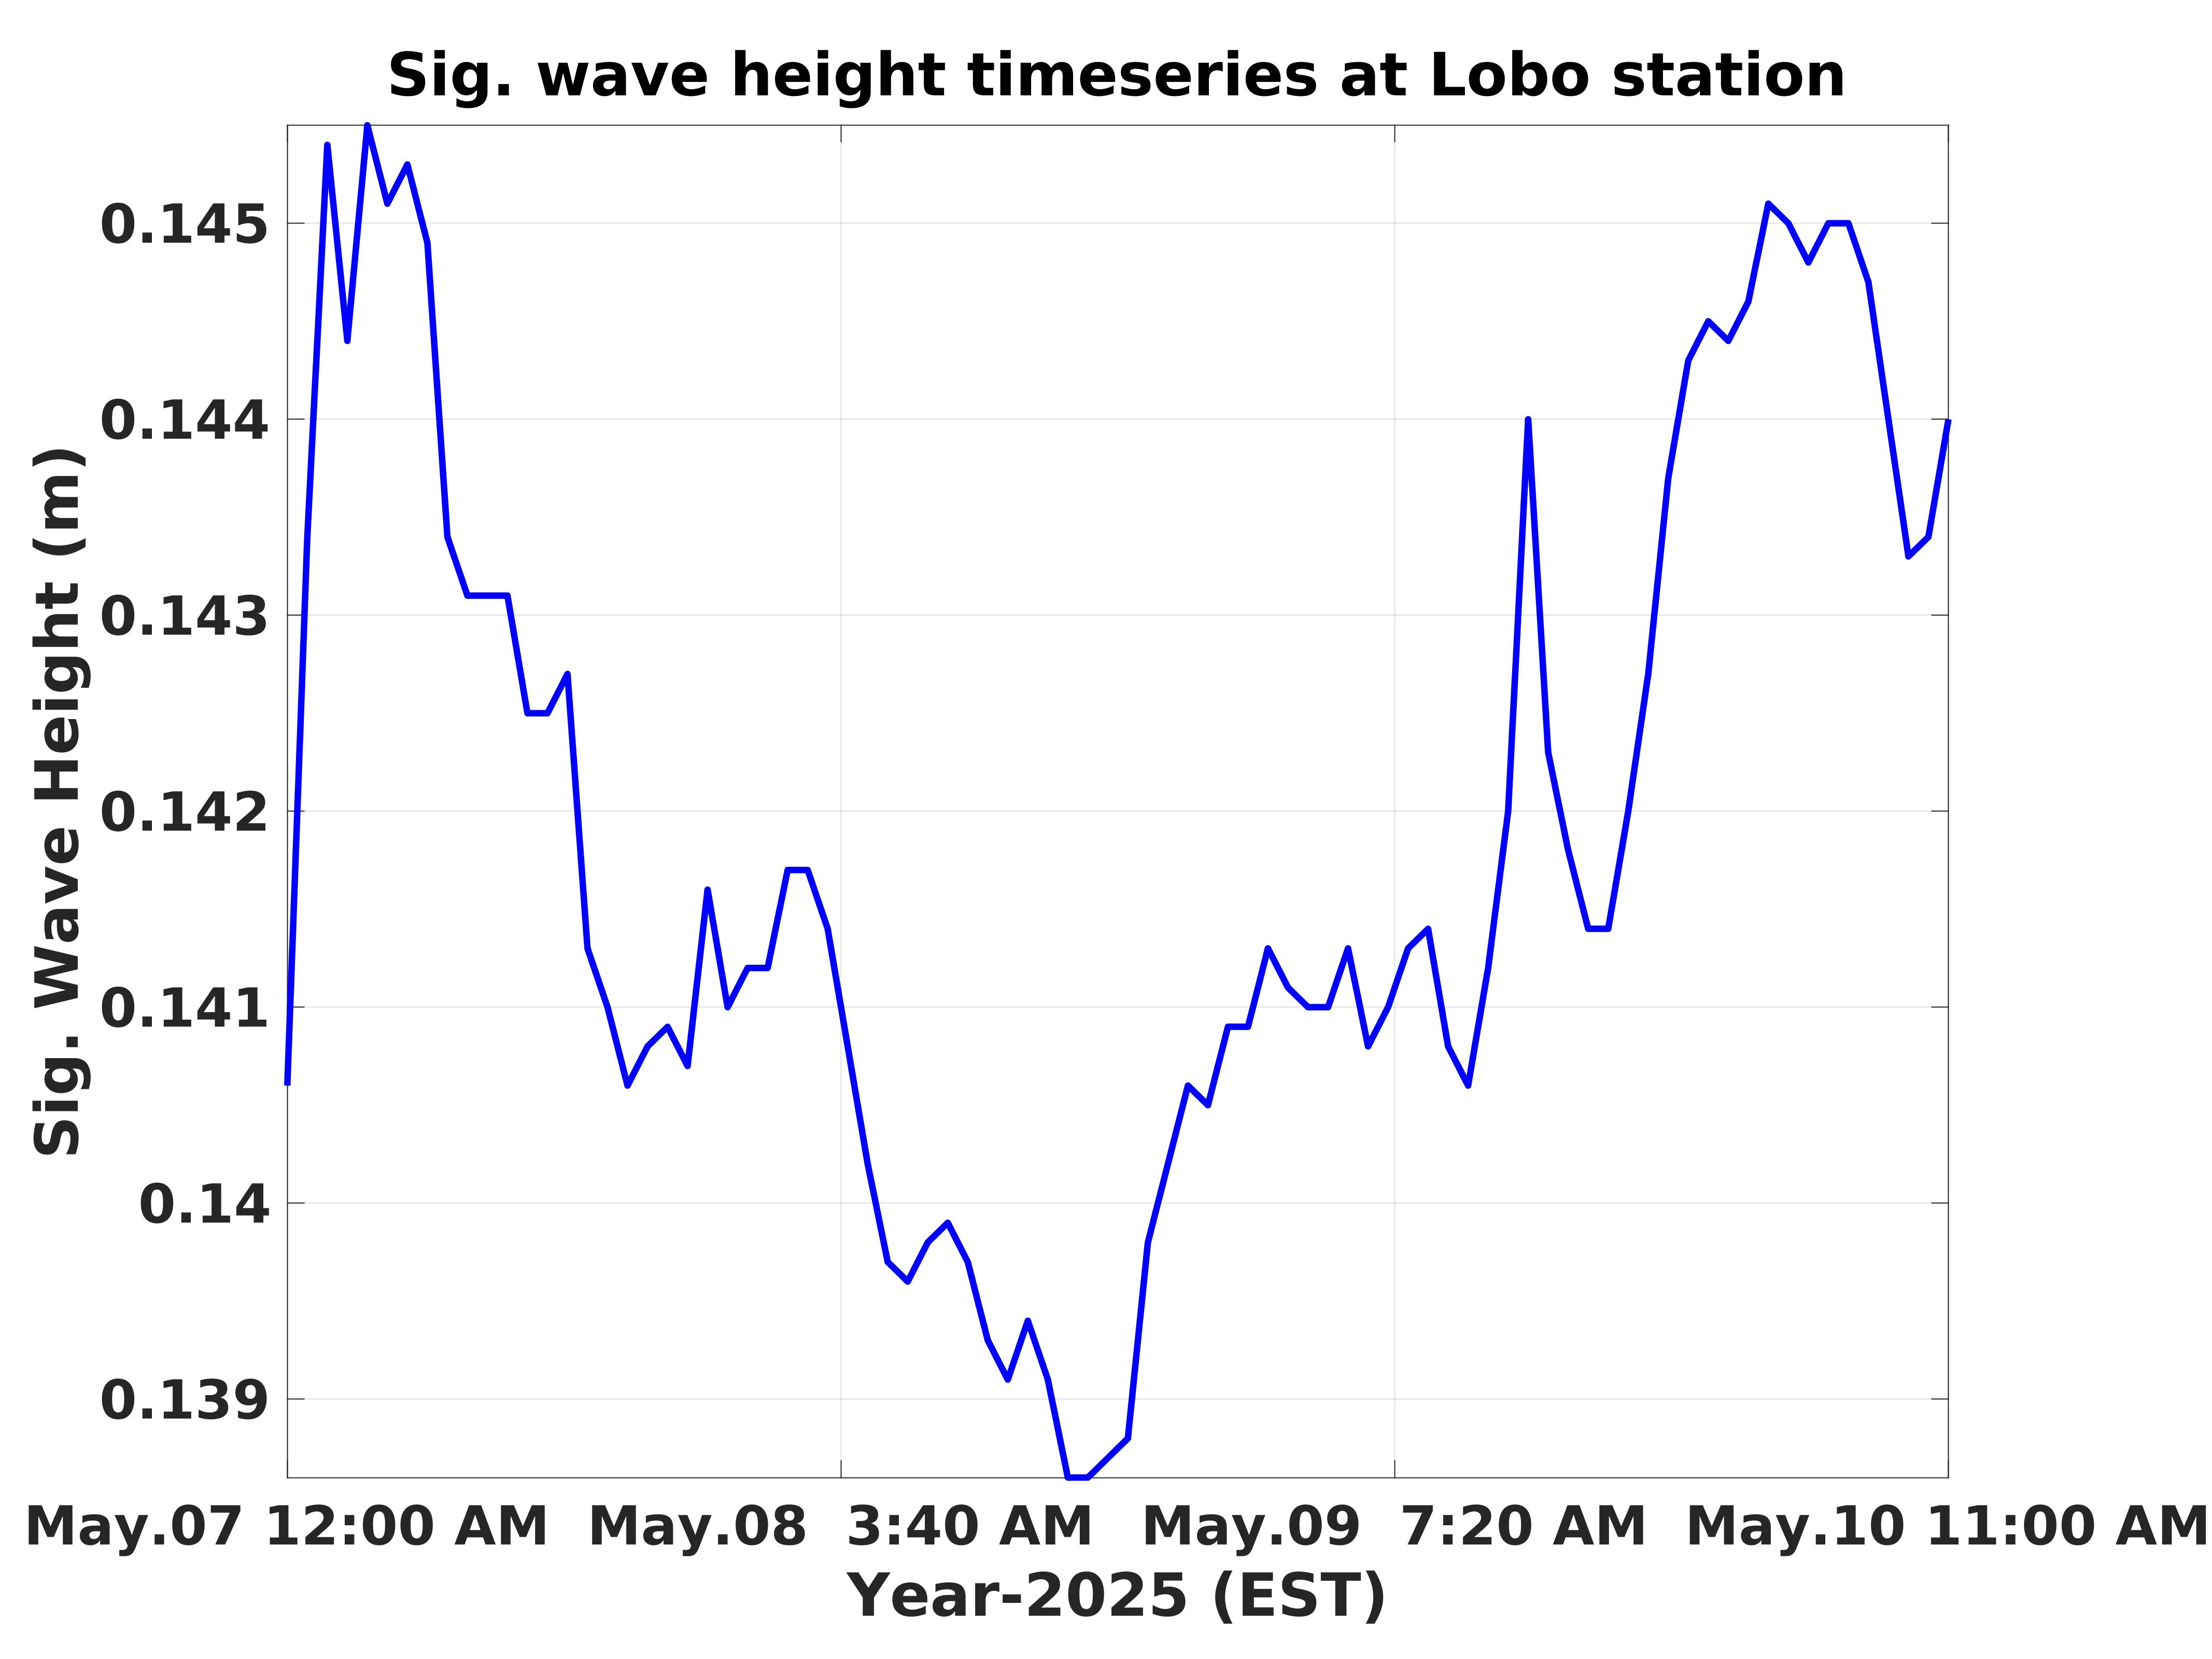 Sig. wave height timeseries at Lobo station
Sig. Wave Height (m)
0.145
0.144
0.143
0.142
0.141
0.14
0.139
May.07 12:00 AM May.08 3:40 AM May.09 7:20 AM May.10 11:00 AM
Year-2025 (EST)